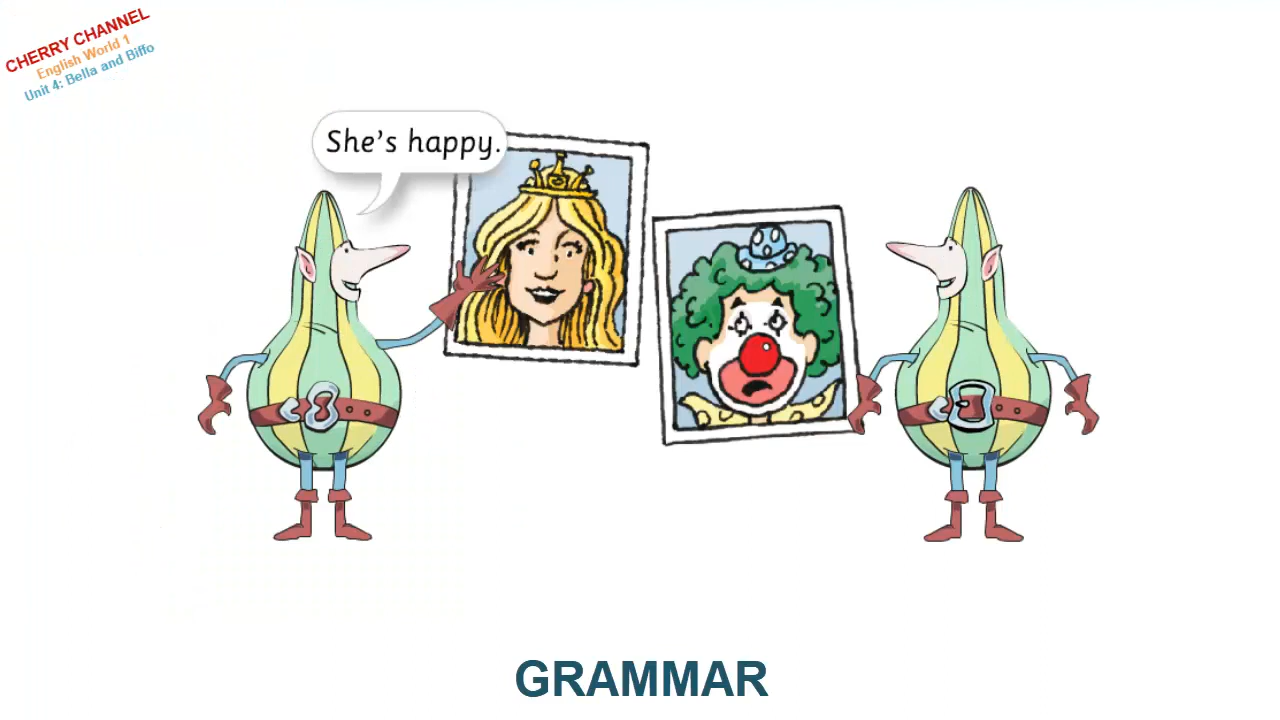 CHERRY CHANNEL
English World 1
Unit 4: Bella and Biffo
She's happy.
GRAMMAR